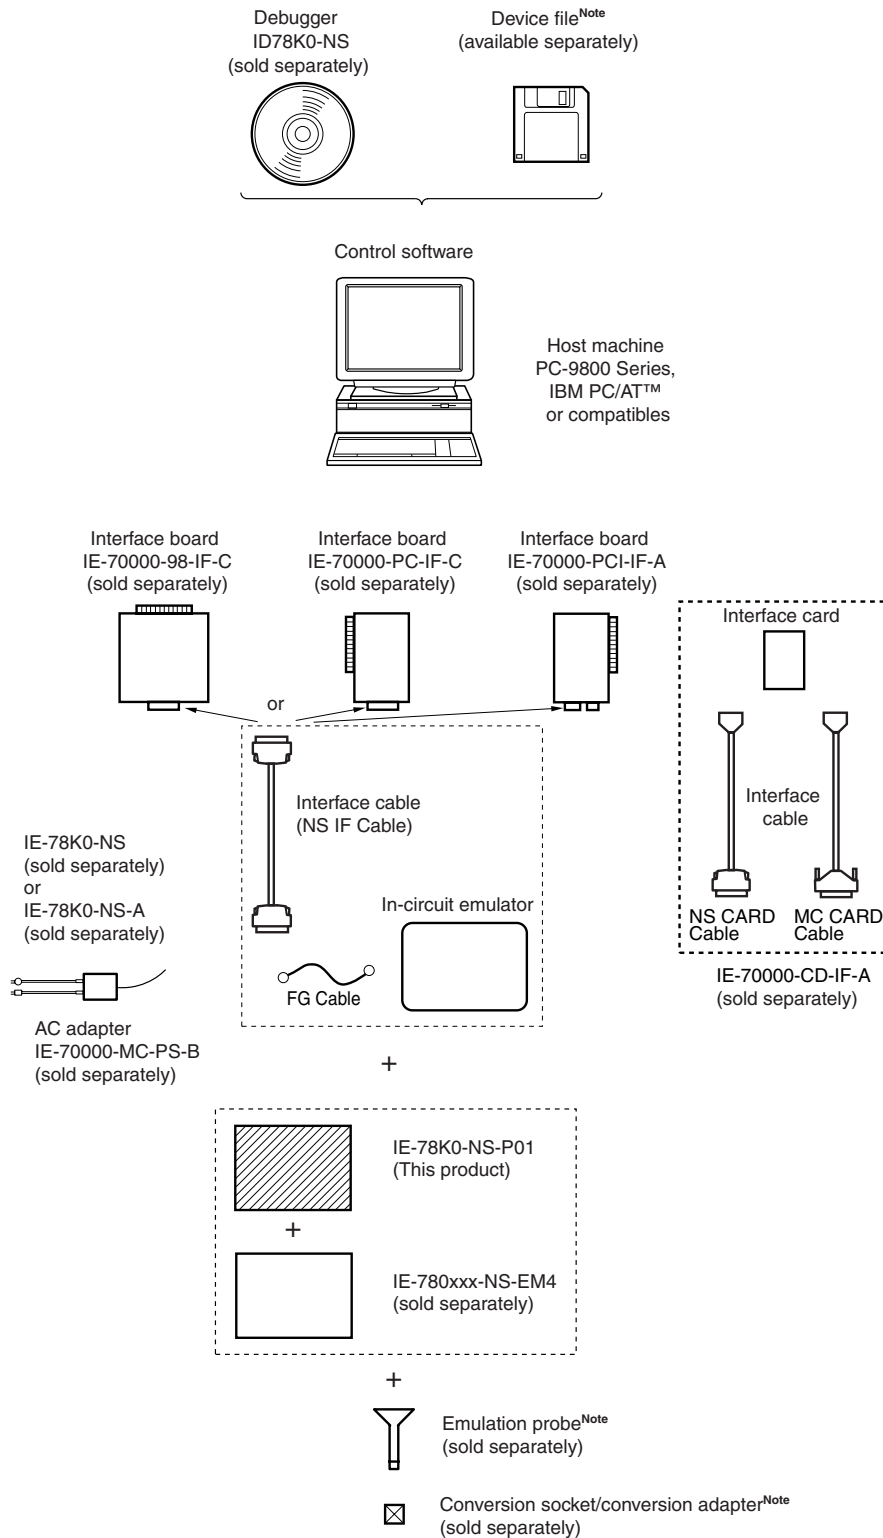 Debugger
ID78K0-NS
(sold separately)
Device fileNote
(available separately)
Control software
Host machine
PC-9800 Series,
IBM PC/AT™
or compatibles
Interface board
IE-70000-98-IF-C
(sold separately)
Interface board
IE-70000-PC-IF-C
(sold separately)
Interface board
IE-70000-PCI-IF-A
(sold separately)
Interface card
or
Interface cable
(NS IF Cable)
Interface
cable
IE-78K0-NS
(sold separately)
or
IE-78K0-NS-A
(sold separately)
In-circuit emulator
NS CARD
Cable
MC CARD
Cable
IE-70000-CD-IF-A
(sold separately)
FG Cable
AC adapter
IE-70000-MC-PS-B
(sold separately)
+
IE-78K0-NS-P01
(This product)
+
IE-780xxx-NS-EM4
(sold separately)
+
Emulation probeNote
(sold separately)
Conversion socket/conversion adapterNote
(sold separately)